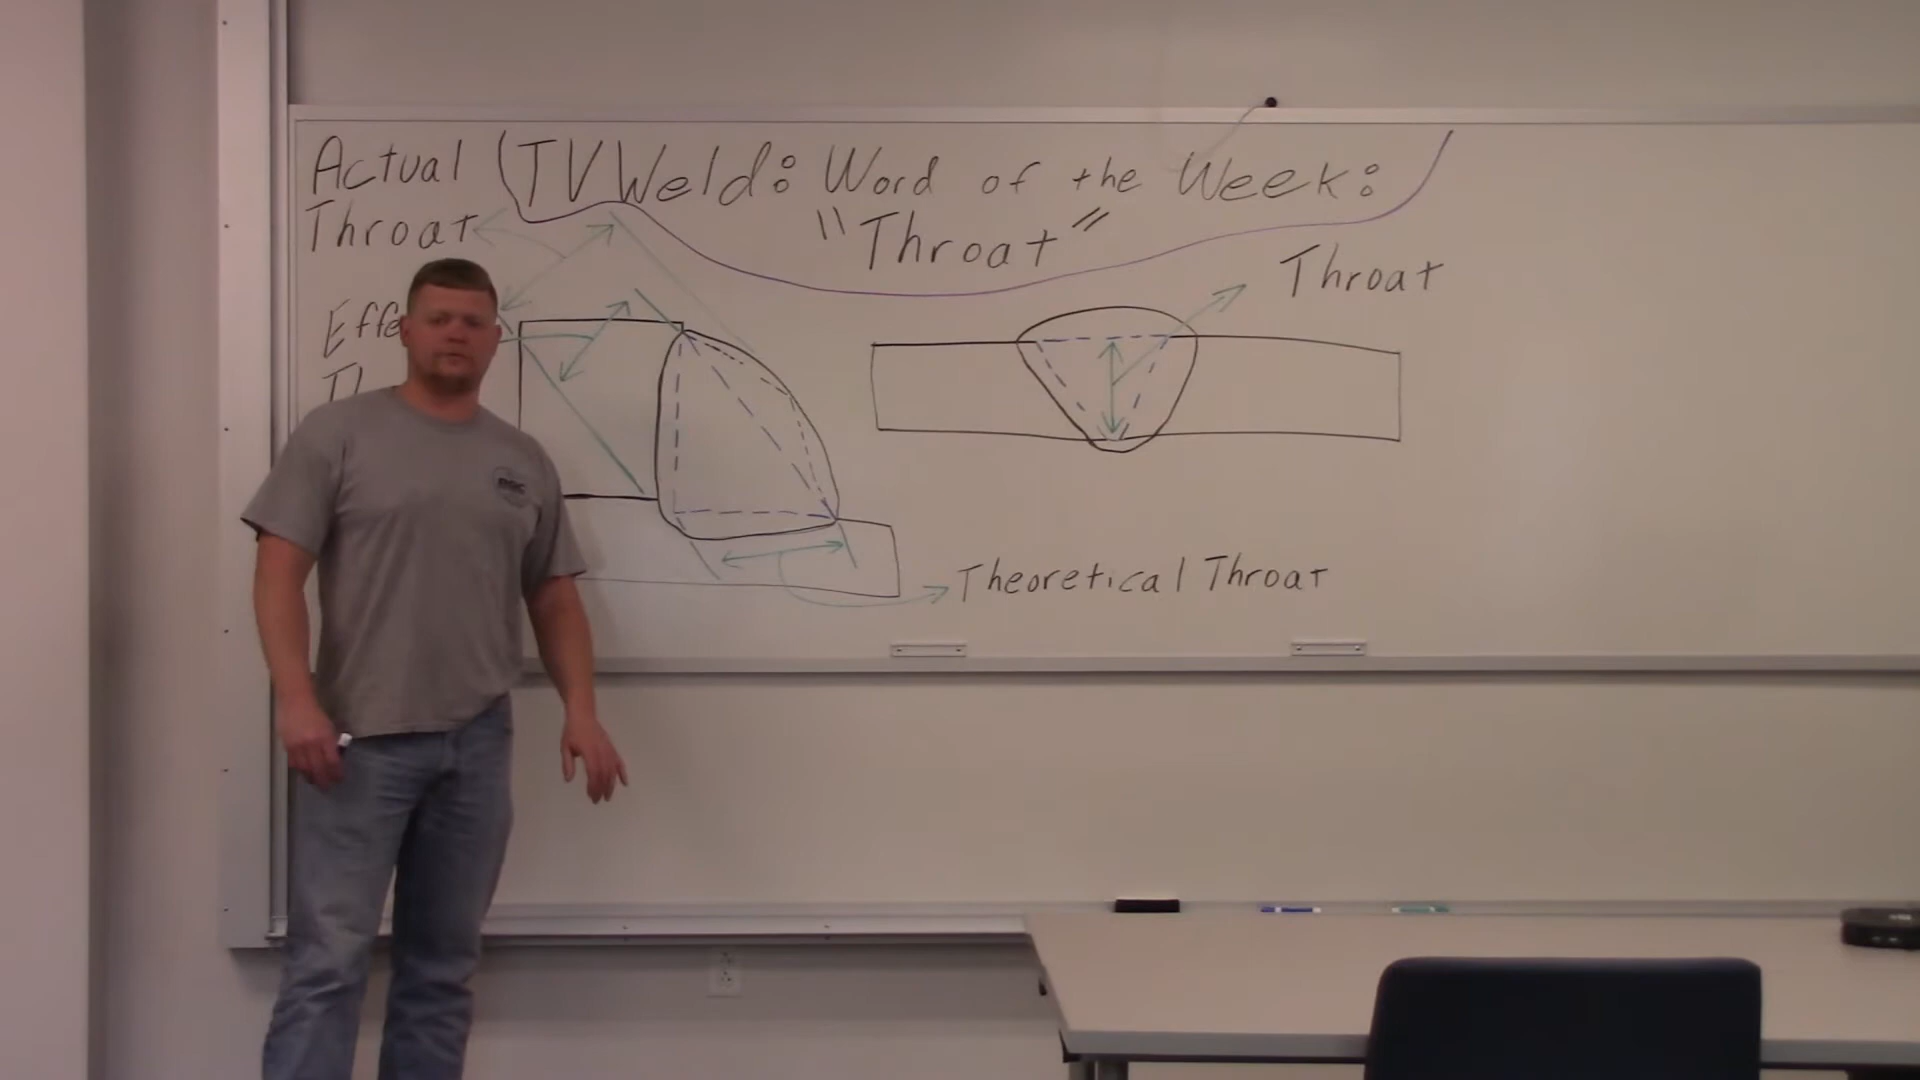 Actual
Throat
TV Weld: Word of the Week:
"Throat"
Throat
Theoretical Throat